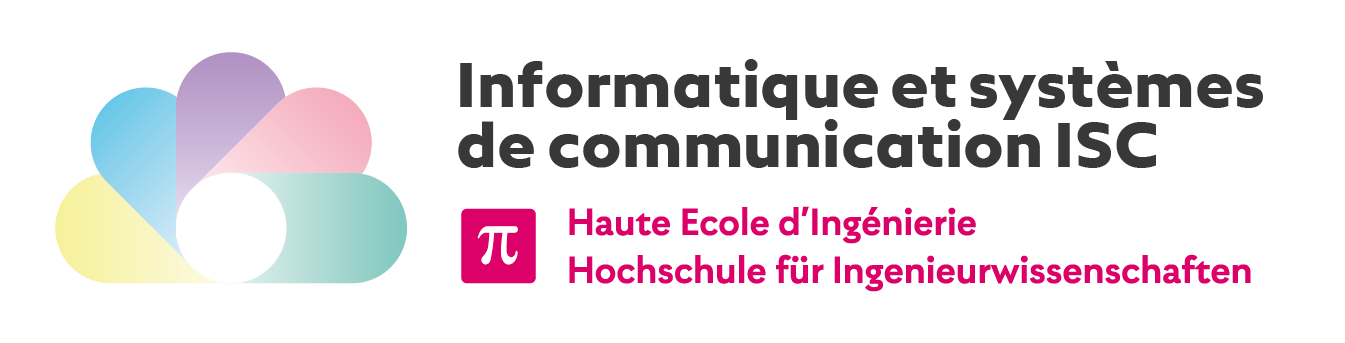 Informatique et systèmes
de communication ISC
π
Haute Ecole d'Ingénierie
Hochschule für Ingenieurwissenschaften